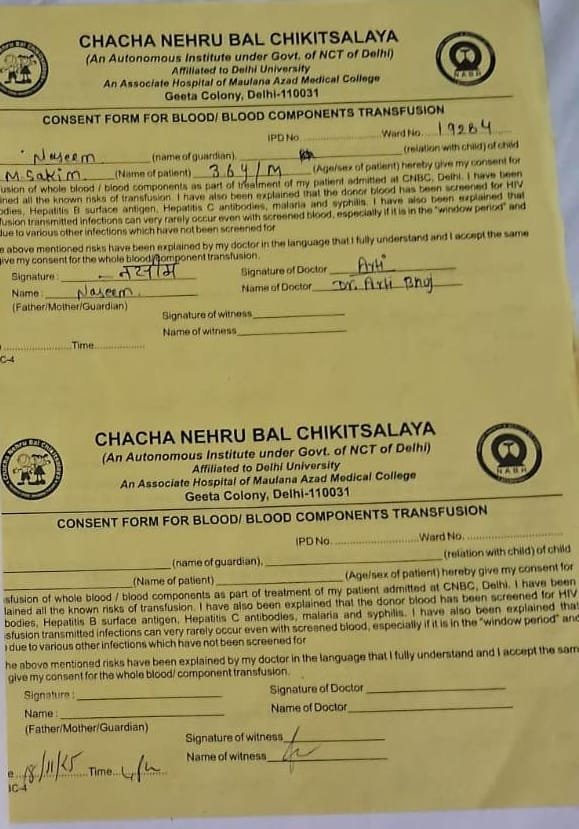 CHACHA NEHRU BAL CHIKITSALAYA
(An Autonomous Institute under Govt. of NCT of Delhi)
Affiliated to Delhi University
An Associate Hospital of Maulana Azad Medical College
Geeta Colony, Delhi-110031
NABH
CONSENT FORM FOR BLOOD/ BLOOD COMPONENTS TRANSFUSION
IPD No. Ward No. 19284
Naseem (name of guardian) (relation with child) of child
M. Sakim (Name of patient) (Age/sex of patient) hereby give my consent for
usion of whole blood / blood components as part of treatment of my patient admitted at CNBC, Delhi. I have been
ined all the known risks of transfusion. I have also been explained that the donor blood has been screened for HIV
odies, Hepatitis B surface antigen, Hepatitis C antibodies, malaria and syphilis. I have also been explained that
fusion transmitted infections can very rarely occur even with screened blood, especially if it is in the "window period" and
due to various other infections which have not been screened for
e above mentioned risks have been explained by my doctor in the language that I fully understand and I accept the same
give my consent for the whole blood/component transfusion.
Signature : नसीम Signature of Doctor Arti
Name : Naseem. Name of Doctor Dr. Arti Bhoj
(Father/Mother/Guardian)
Signature of witness
Name of witness
Time
C-4
CHACHA NEHRU BAL CHIKITSALAYA
(An Autonomous Institute under Govt. of NCT of Delhi)
Affiliated to Delhi University
An Associate Hospital of Maulana Azad Medical College
Geeta Colony, Delhi-110031
NABH
CONSENT FORM FOR BLOOD/ BLOOD COMPONENTS TRANSFUSION
IPD No. Ward No.
(name of guardian), (relation with child) of child
(Name of patient) (Age/sex of patient) hereby give my consent for
nsfusion of whole blood / blood components as part of treatment of my patient admitted at CNBC, Delhi. I have been
lained all the known risks of transfusion. I have also been explained that the donor blood has been screened for HIV
bodies, Hepatitis B surface antigen, Hepatitis C antibodies, malaria and syphilis. I have also been explained that
sfusion transmitted infections can very rarely occur even with screened blood, especially if it is in the "window period" and
due to various other infections which have not been screened for
he above mentioned risks have been explained by my doctor in the language that I fully understand and I accept the sam
give my consent for the whole blood/ component transfusion.
Signature : Signature of Doctor
Name : Name of Doctor
(Father/Mother/Guardian)
Signature of witness
Name of witness
e 18/11/25 Time
BC-4